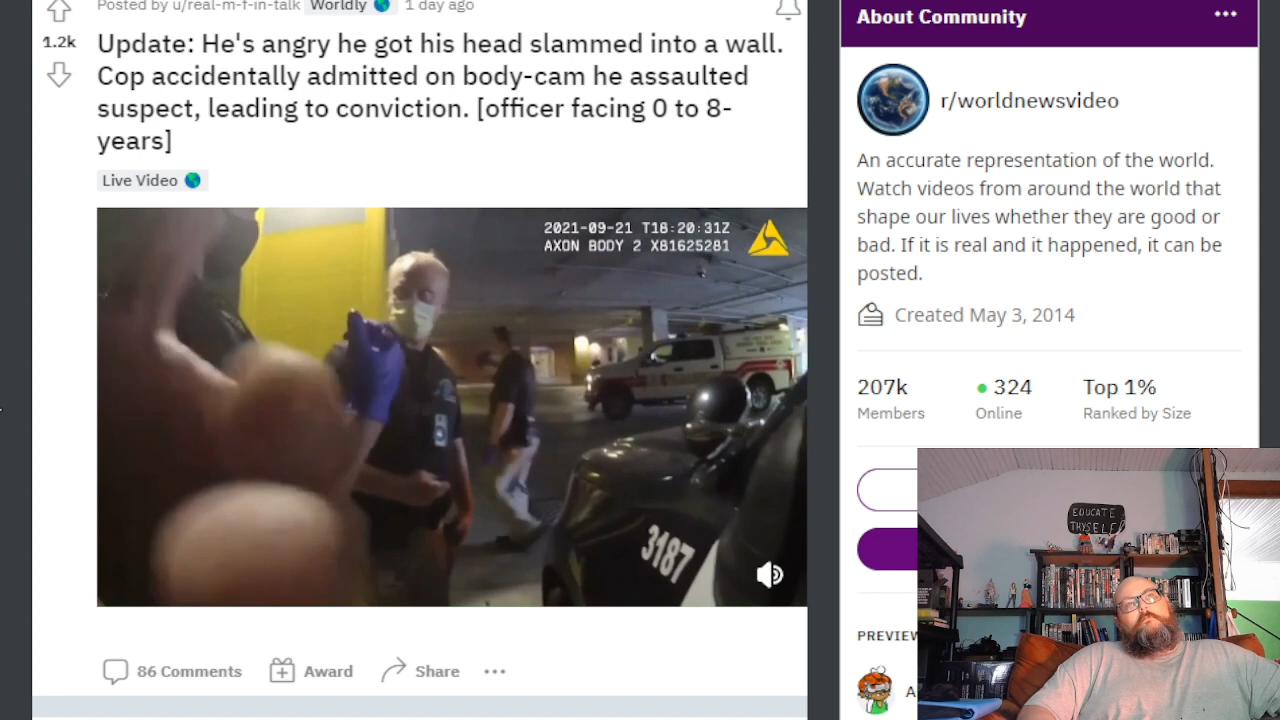 Posted by u/real-m-f-in-talk Worldly 1 day ago
1.2k
Update: He's angry he got his head slammed into a wall.
Cop accidentally admitted on body-cam he assaulted
suspect, leading to conviction. [officer facing 0 to 8-
years]
Live Video
2021-09-21 T18:20:31Z
AXON BODY 2 X81625281
3187
86 Comments
Award
Share
About Community
r/worldnewsvideo
An accurate representation of the world.
Watch videos from around the world that
shape our lives whether they are good or
bad. If it is real and it happened, it can be
posted.
Created May 3, 2014
207k
324
Top 1%
Members
Online
Ranked by Size
EDUCATE
THYSELF
PREVIEW
A